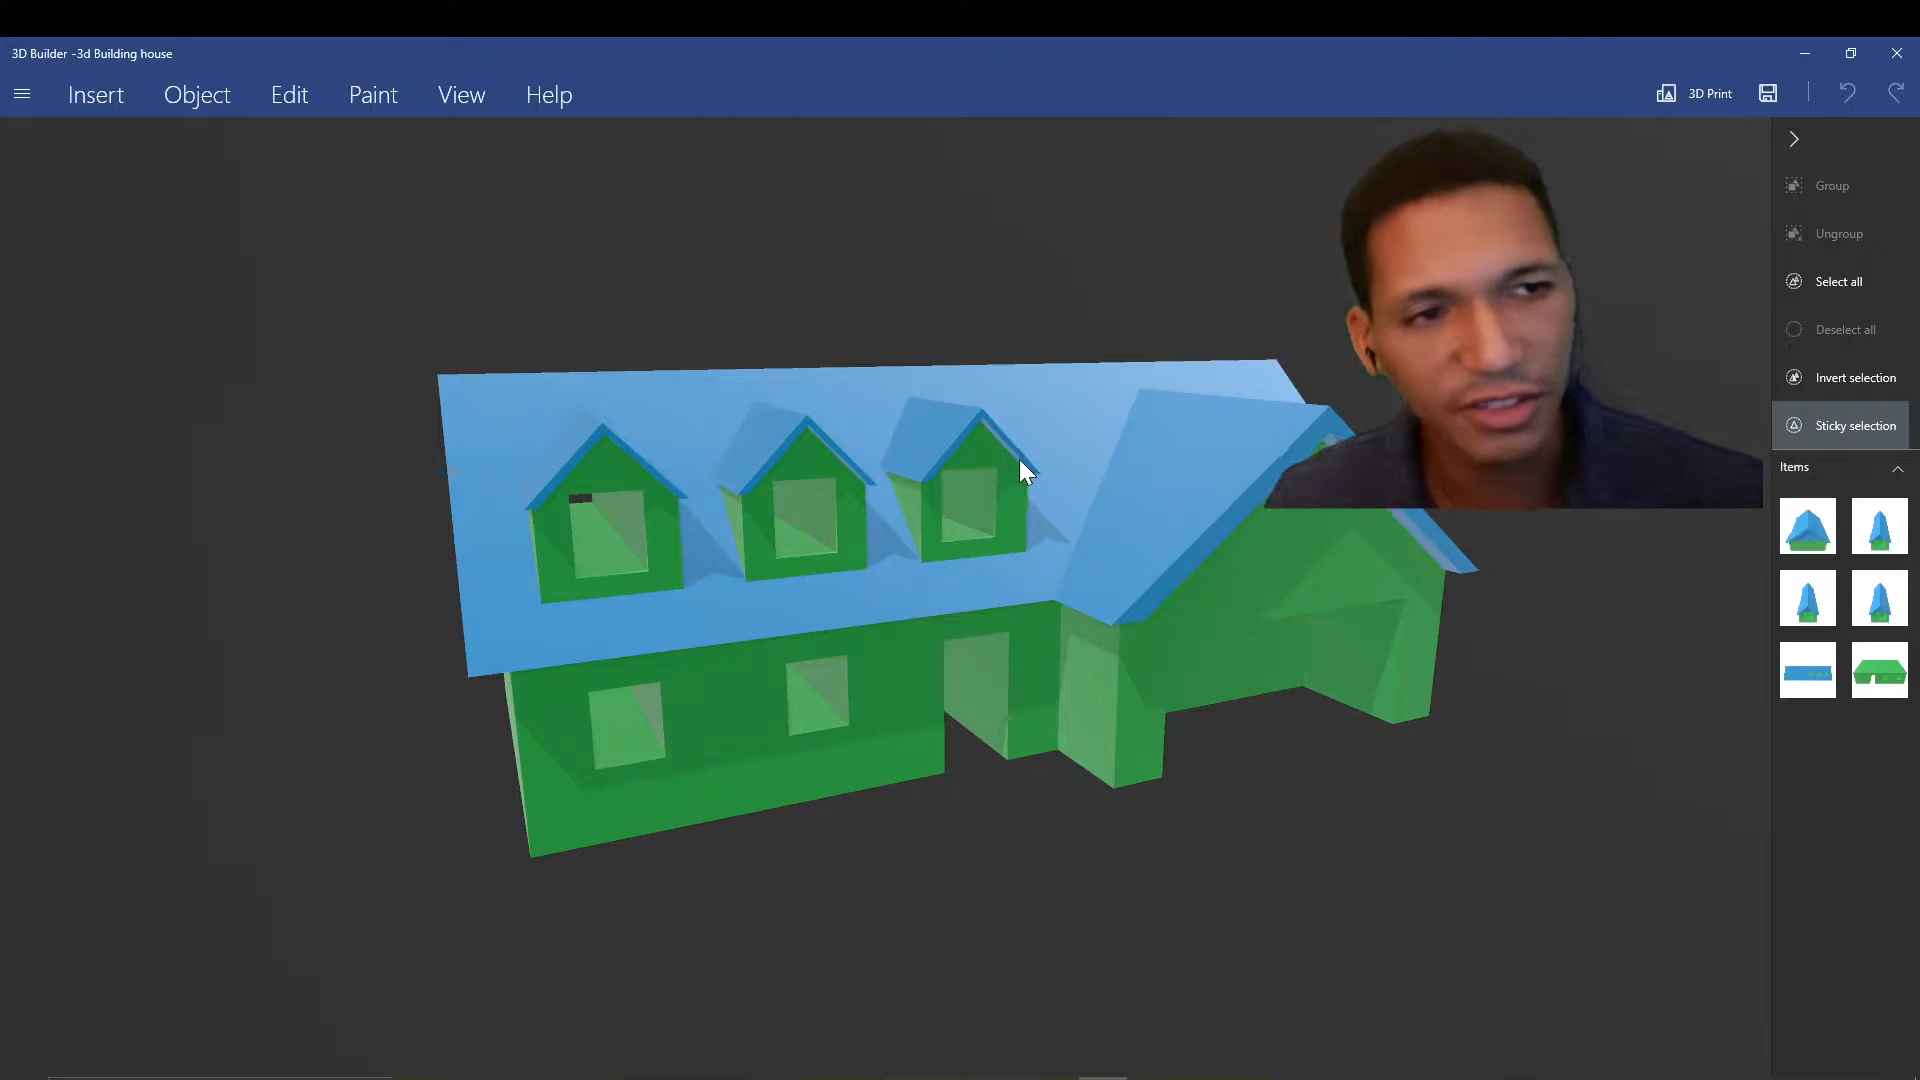 3D Builder -3d Building house
Insert Object Edit Paint View Help
3D Print
Group
Ungroup
Select all
Deselect all
Invert selection
Sticky selection
Items